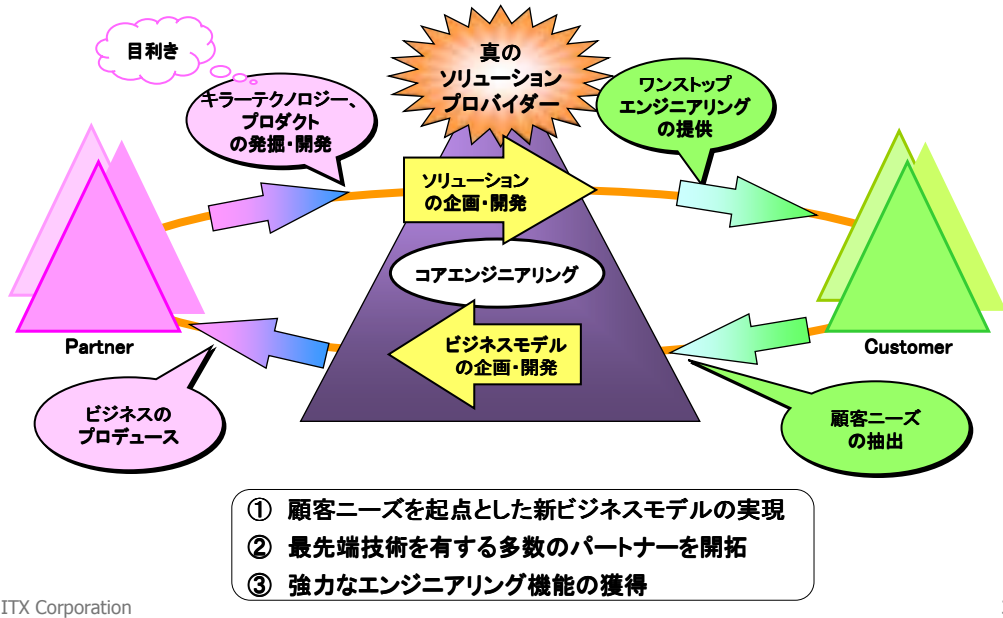 目利き
真の
ソリューション
プロバイダー
キラーテクノロジー、
プロダクト
の発掘・開発
ワンストップ
エンジニアリング
の提供
ソリューション
の企画・開発
コアエンジニアリング
ビジネスモデル
の企画・開発
Partner
Customer
ビジネスの
プロデュース
顧客ニーズ
の抽出
① 顧客ニーズを起点とした新ビジネスモデルの実現
② 最先端技術を有する多数のパートナーを開拓
③ 強力なエンジニアリング機能の獲得
ITX Corporation